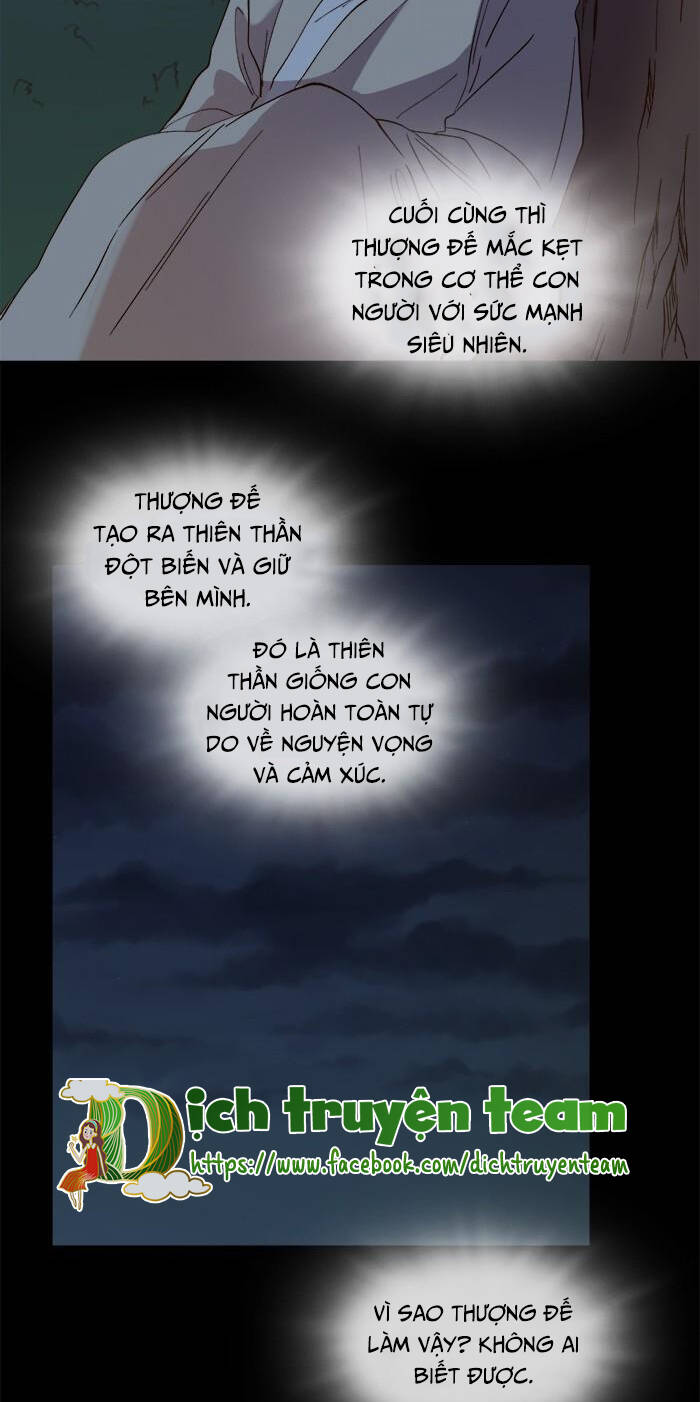 CUỐI CÙNG THÌ
THƯỢNG ĐẾ MẮC KẸT
TRONG CƠ THỂ CON
NGƯỜI VỚI SỨC MẠNH
SIÊU NHIÊN.
THƯỢNG ĐẾ
TẠO RA THIÊN THẦN
ĐỘT BIẾN VÀ GIỮ
BÊN MÌNH.
ĐÓ LÀ THIÊN
THẦN GIỐNG CON
NGƯỜI HOÀN TOÀN TỰ
DO VỀ NGUYỆN VỌNG
VÀ CẢM XÚC.
Dịch truyện team
https://www.facebook.com/dichtruyenteam
VÌ SAO THƯỢNG ĐẾ
LÀM VẬY? KHÔNG AI
BIẾT ĐƯỢC.